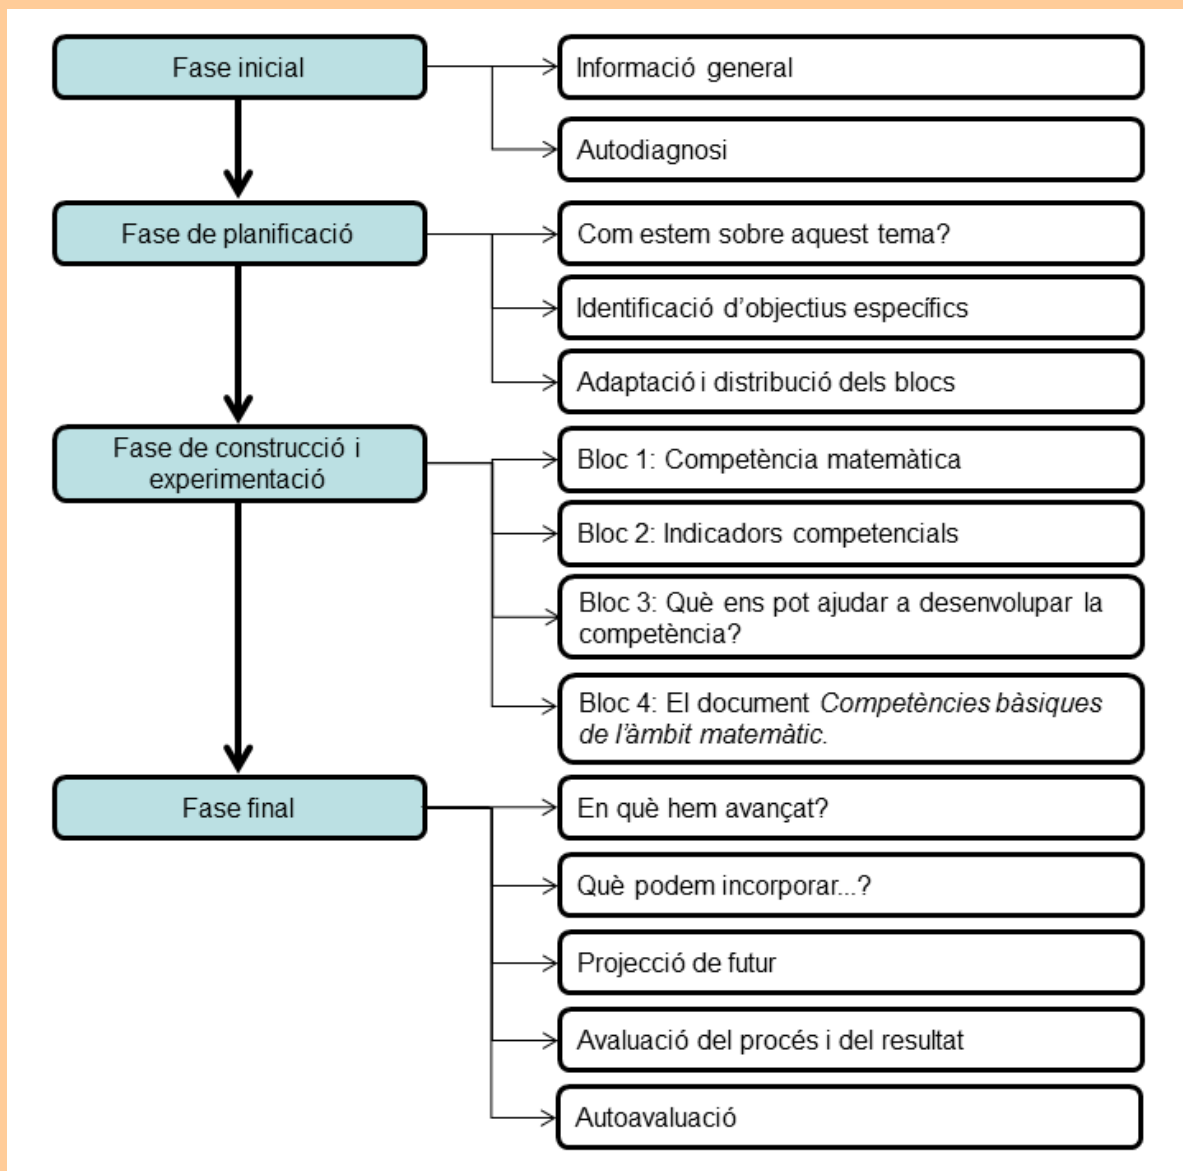 Fase inicial
Informació general
Autodiagnosi
Fase de planificació
Com estem sobre aquest tema?
Identificació d’objectius específics
Adaptació i distribució dels blocs
Fase de construcció i
experimentació
Bloc 1: Competència matemàtica
Bloc 2: Indicadors competencials
Bloc 3: Què ens pot ajudar a desenvolupar la
competència?
Bloc 4: El document Competències bàsiques
de l’àmbit matemàtic.
Fase final
En què hem avançat?
Què podem incorporar...?
Projecció de futur
Avaluació del procés i del resultat
Autoavaluació